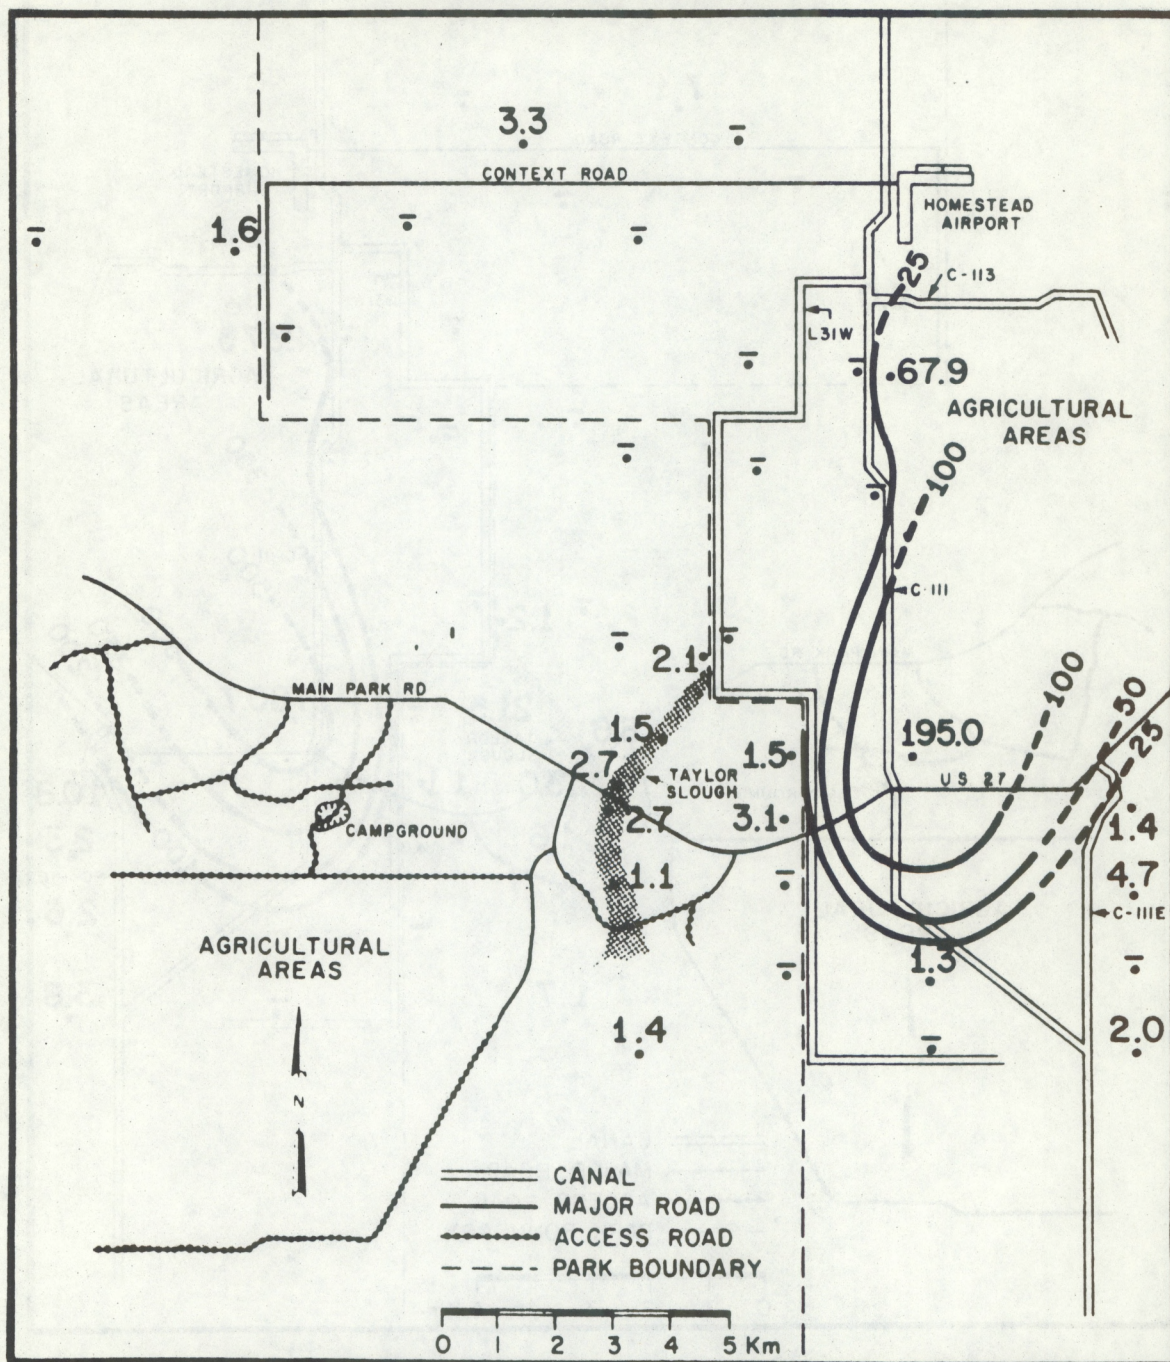 3.3
CONTEXT ROAD
HOMESTEAD
AIRPORT
1.6
25
C-113
L31W
67.9
AGRICULTURAL
AREAS
100
C-111
2.1
MAIN PARK RD
100
50
25
1.5
2.7
TAYLOR
SLOUGH
1.5
195.0
US 27
2.7
3.1
CAMPGROUND
1.4
1.1
4.7
C-111E
AGRICULTURAL
AREAS
1.3
1.4
2.0
N
CANAL
MAJOR ROAD
ACCESS ROAD
PARK BOUNDARY
0 1 2 3 4 5 Km